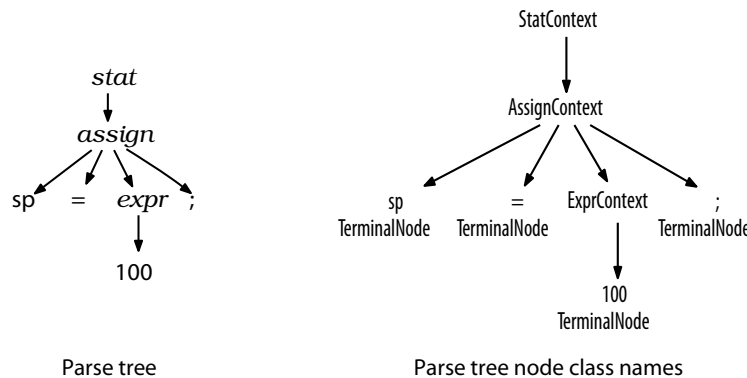 StatContext
stat
AssignContext
assign
sp = expr ;
sp = ExprContext ;
TerminalNode TerminalNode TerminalNode
100
100
TerminalNode
Parse tree
Parse tree node class names